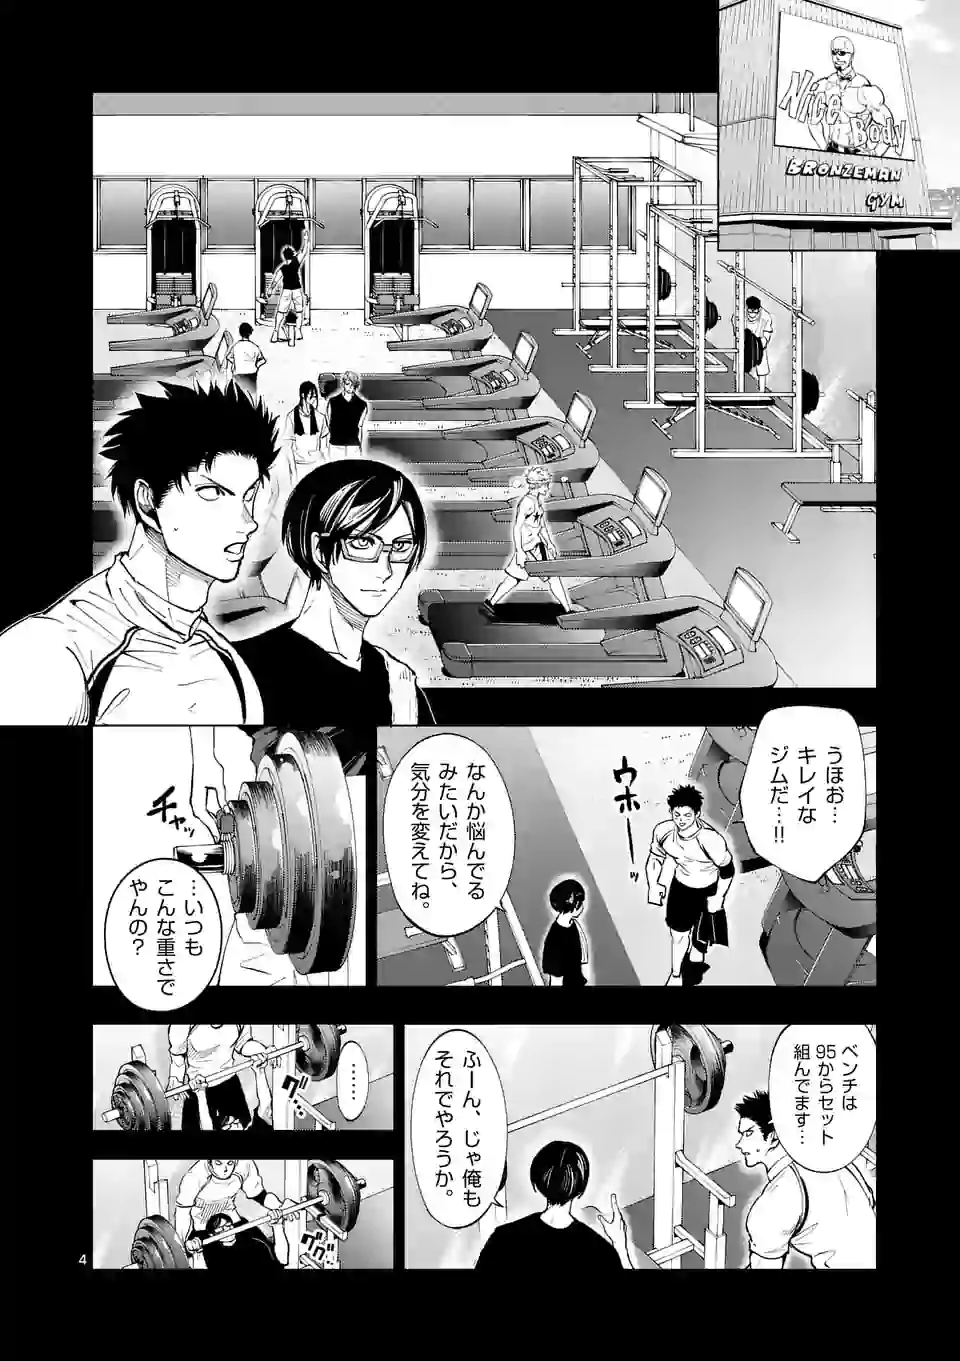 Nice
Body
BRONZEMAN
GYM
うほお…
キレイな
ジムだ…!!
ウホーッ
なんか悩んでる
みたいだから、
気分を変えてね。
チャッ
…いつも
こんな重さで
やんの？
ベンチは
95からセット
組んでます…
ふーん、じゃ俺も
それでやろうか。
……
グッ
ググッ
4